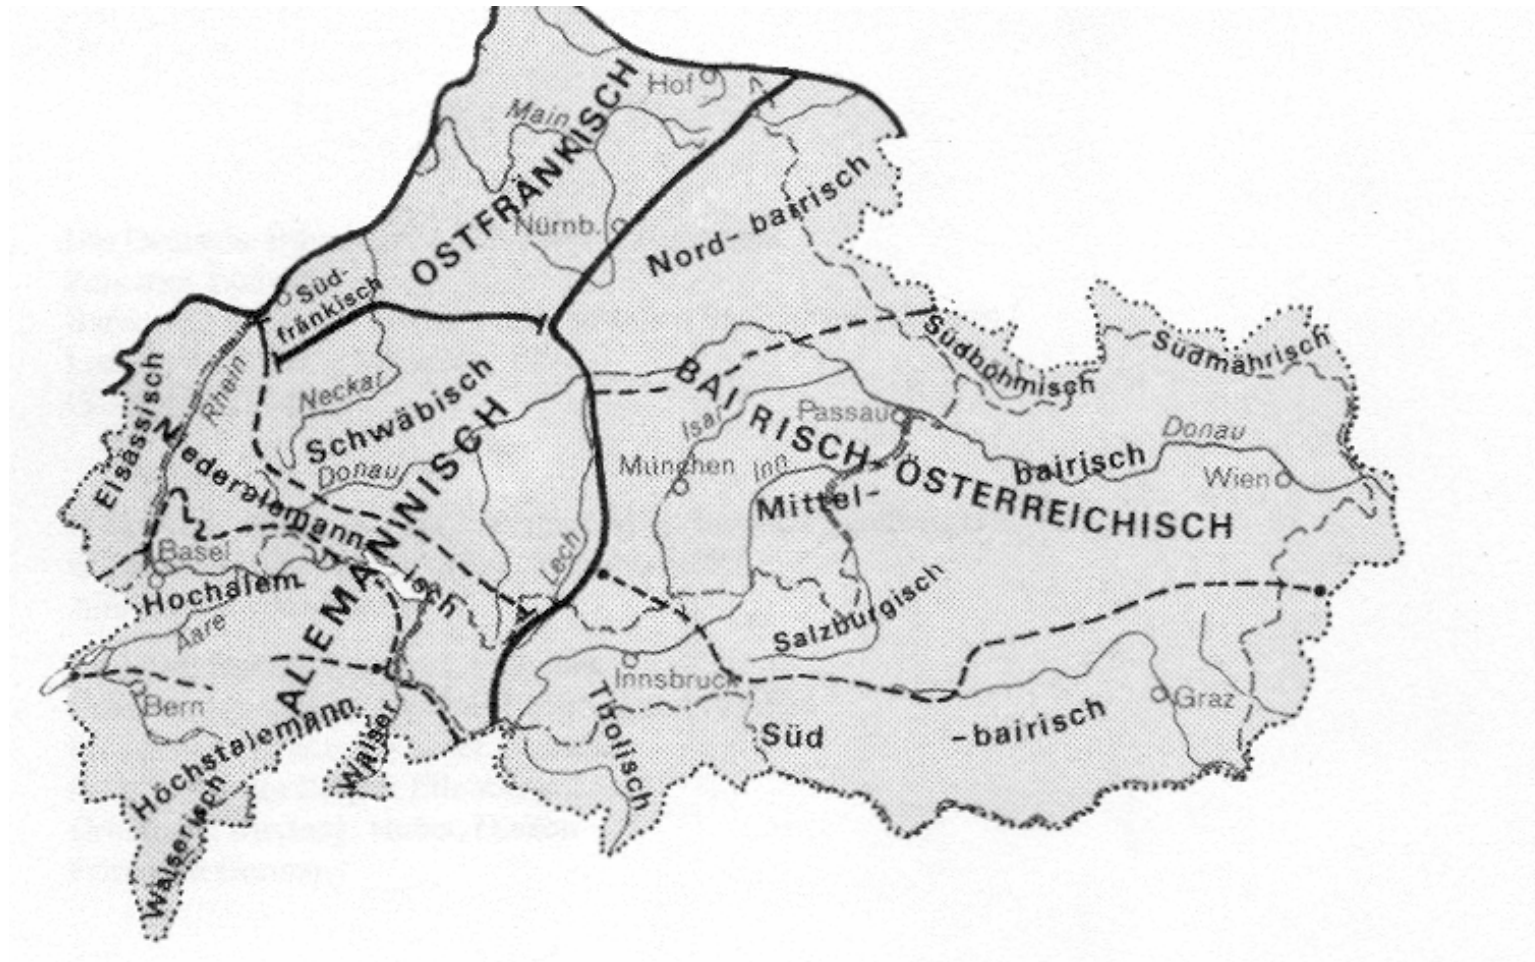 Hof
Main
OSTFRÄNKISCH
Nürnb.
Nord- bairisch
Süd-
fränkisch
Rhein
Neckar
Schwäbisch
Donau
Elsässisch
Niederalemannisch
ALEMANNISCH
Lech
Basel
Hochalem.
Aare
Bern
Höchstalemann.
Walser
Waiserisch
BAIRISCH-ÖSTERREICHISCH
Isar
Passau
München
Inn
Mittel-
bairisch
Südböhmisch
Südmährisch
Donau
Wien
Salzburgisch
Innsbruck
Tirolisch
Süd
-bairisch
Graz